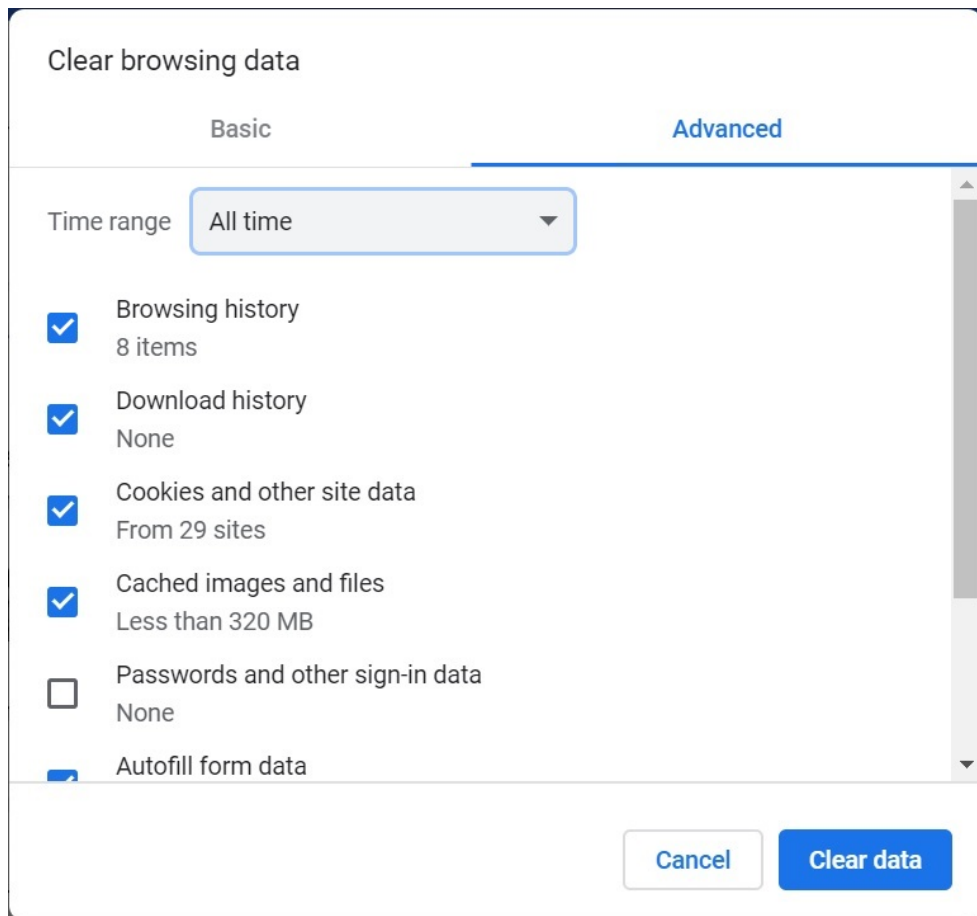 Clear browsing data
Basic
Advanced
Time range
All time
Browsing history
8 items
Download history
None
Cookies and other site data
From 29 sites
Cached images and files
Less than 320 MB
Passwords and other sign-in data
None
Autofill form data
Cancel
Clear data